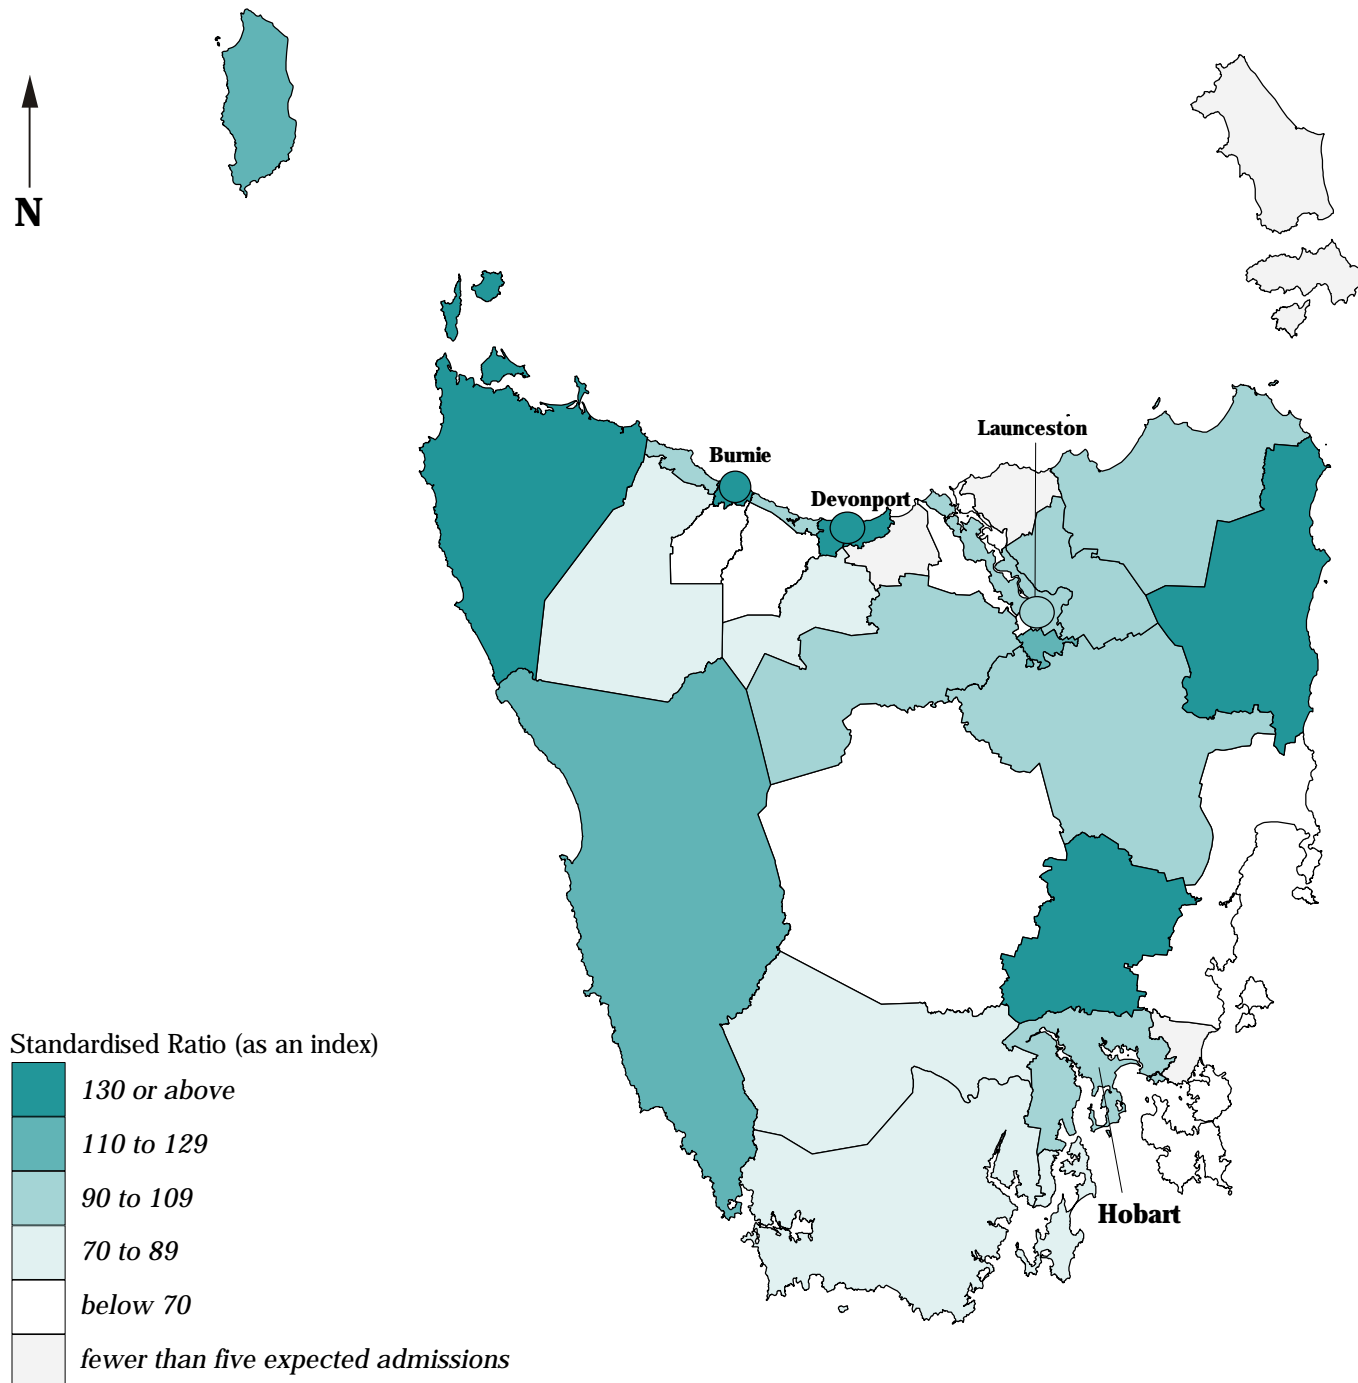 N
Launceston
Burnie
Devonport
Hobart
Standardised Ratio (as an index)
130 or above
110 to 129
90 to 109
70 to 89
below 70
fewer than five expected admissions